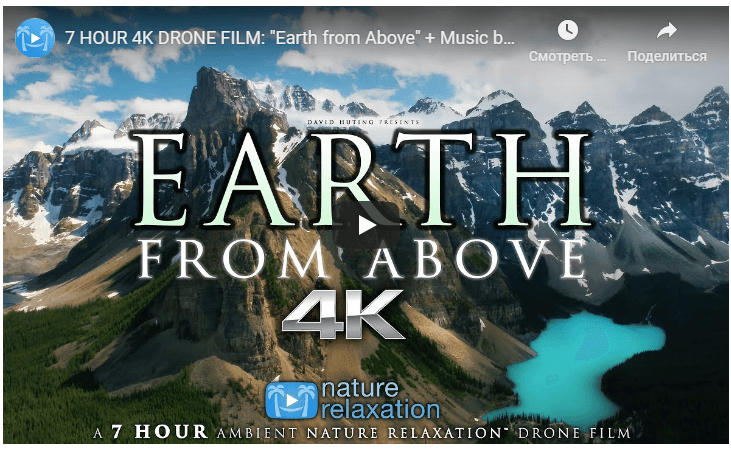 7 HOUR 4K DRONE FILM: "Earth from Above" + Music b...
Смотреть ...
Поделиться
DAVID HUTING PRESENTS
EARTH
FROM ABOVE
4K
nature
relaxation
A 7 HOUR AMBIENT NATURE RELAXATION™ DRONE FILM